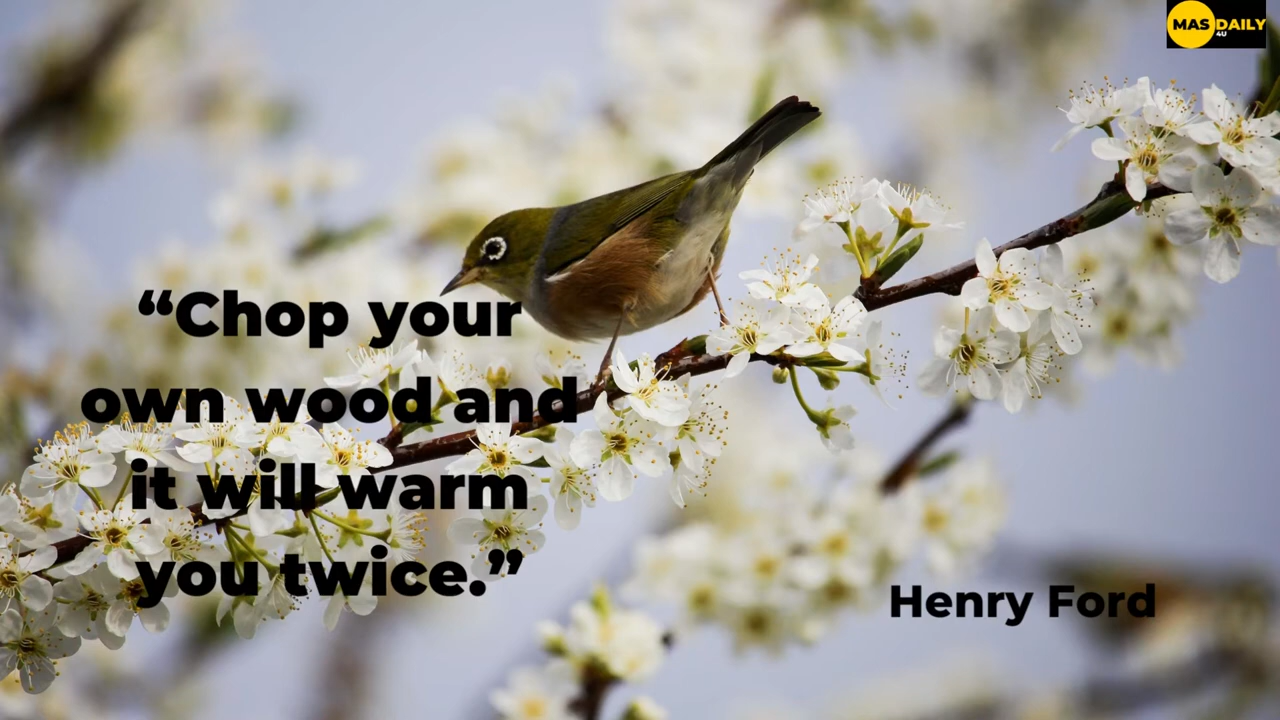 MAS DAILY
4U
“Chop your
own wood and
it will warm
you twice.”
Henry Ford